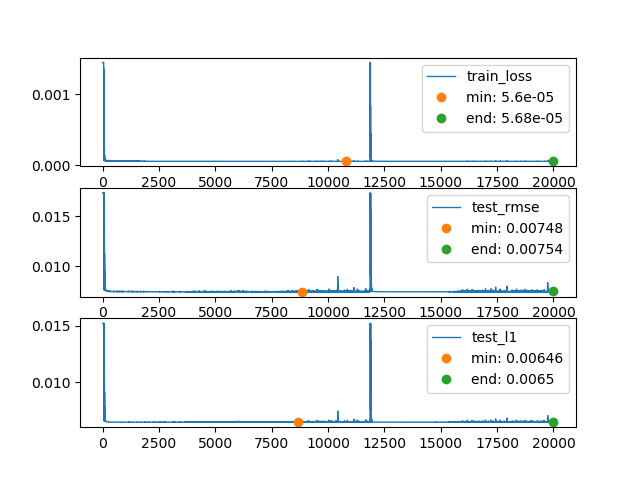 train_loss
min: 5.6e-05
end: 5.68e-05
0.001
0.000
0 2500 5000 7500 10000 12500 15000 17500 20000
test_rmse
min: 0.00748
end: 0.00754
0.015
0.010
0 2500 5000 7500 10000 12500 15000 17500 20000
test_l1
min: 0.00646
end: 0.0065
0.015
0.010
0 2500 5000 7500 10000 12500 15000 17500 20000